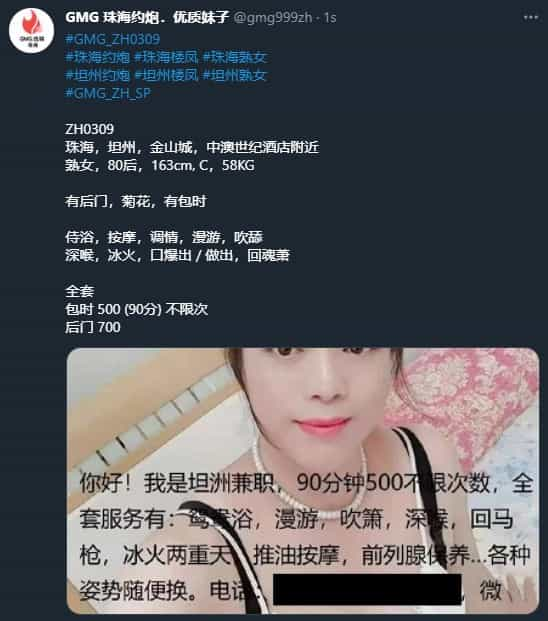 GMG.优辅
GMG 珠海约炮．优质妹子 @gmg999zh · 1s
#GMG_ZH0309
#珠海约炮 #珠海楼凤 #珠海熟女
#坦州约炮 #坦州楼凤 #坦州熟女
#GMG_ZH_SP
ZH0309
珠海，坦州，金山城，中澳世纪酒店附近
熟女，80后，163cm, C，58KG
有后门，菊花，有包时
侍浴，按摩，调情，漫游，吹舔
深喉，冰火，口爆出 / 做出，回魂萧
全套
包时 500 (90分) 不限次
后门 700
你好！我是坦洲兼职，90分钟500不限次数，全
套服务有：鸳鸯浴，漫游，吹箫，深喉，回马
枪，冰火两重天，推油按摩，前列腺保养...各种
姿势随便换。电话：，微